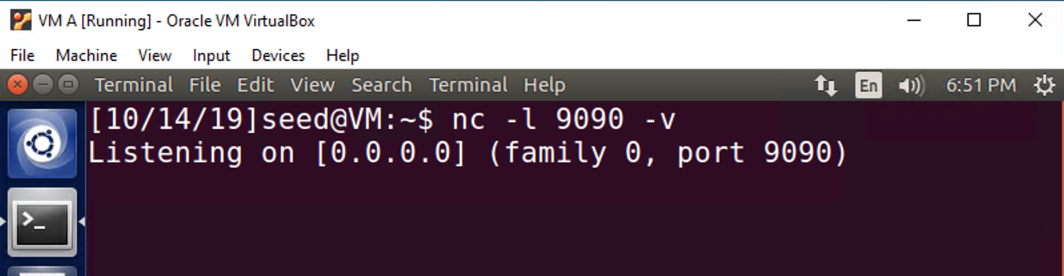 VM A [Running] - Oracle VM VirtualBox
File Machine View Input Devices Help
Terminal File Edit View Search Terminal Help En 6:51 PM
[10/14/19]seed@VM:~$ nc -l 9090 -v
Listening on [0.0.0.0] (family 0, port 9090)
>_